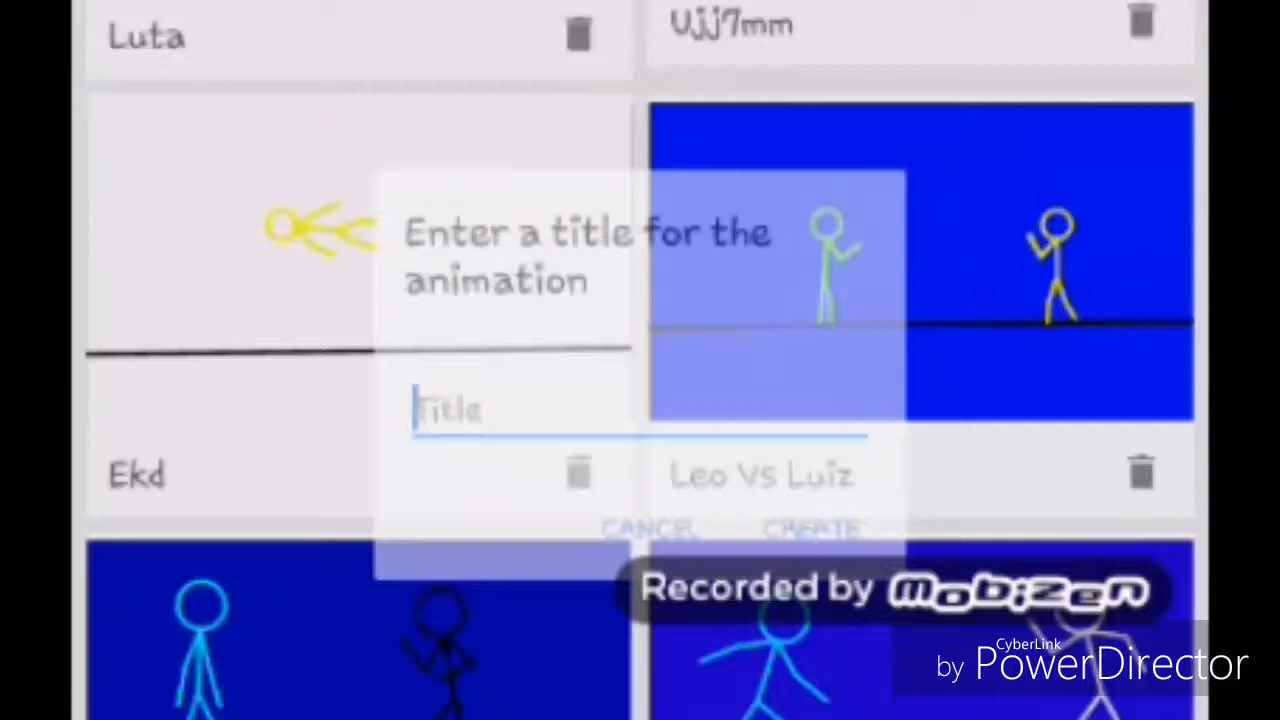 Luta
Ujj7mm
Enter a title for the
animation
Title
Ekd
Leo Vs Luiz
CANCEL
CREATE
Recorded by mobizen
CyberLink
by PowerDirector